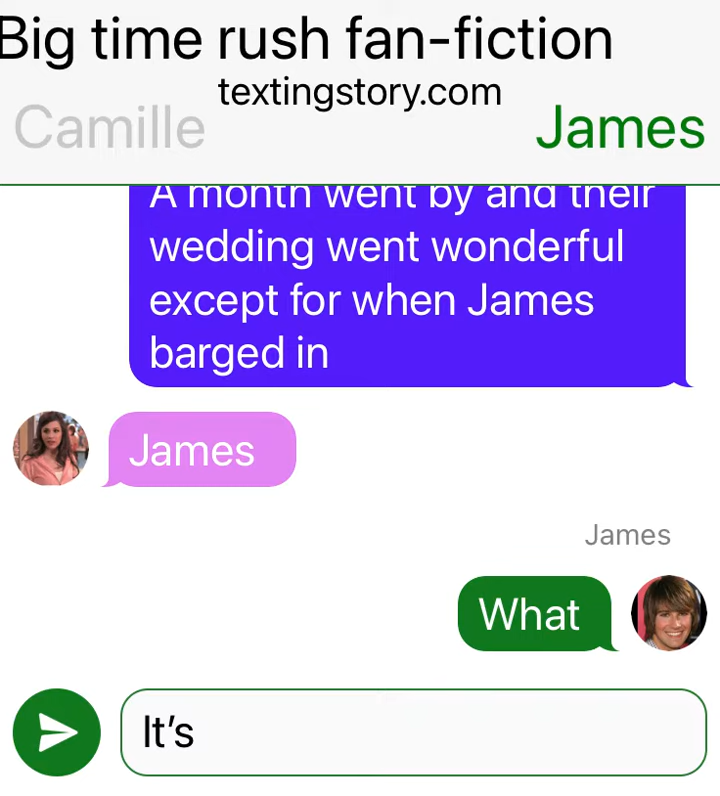 Big time rush fan-fiction
textingstory.com
Camille
James
A month went by and their
wedding went wonderful
except for when James
barged in
James
James
What
It's